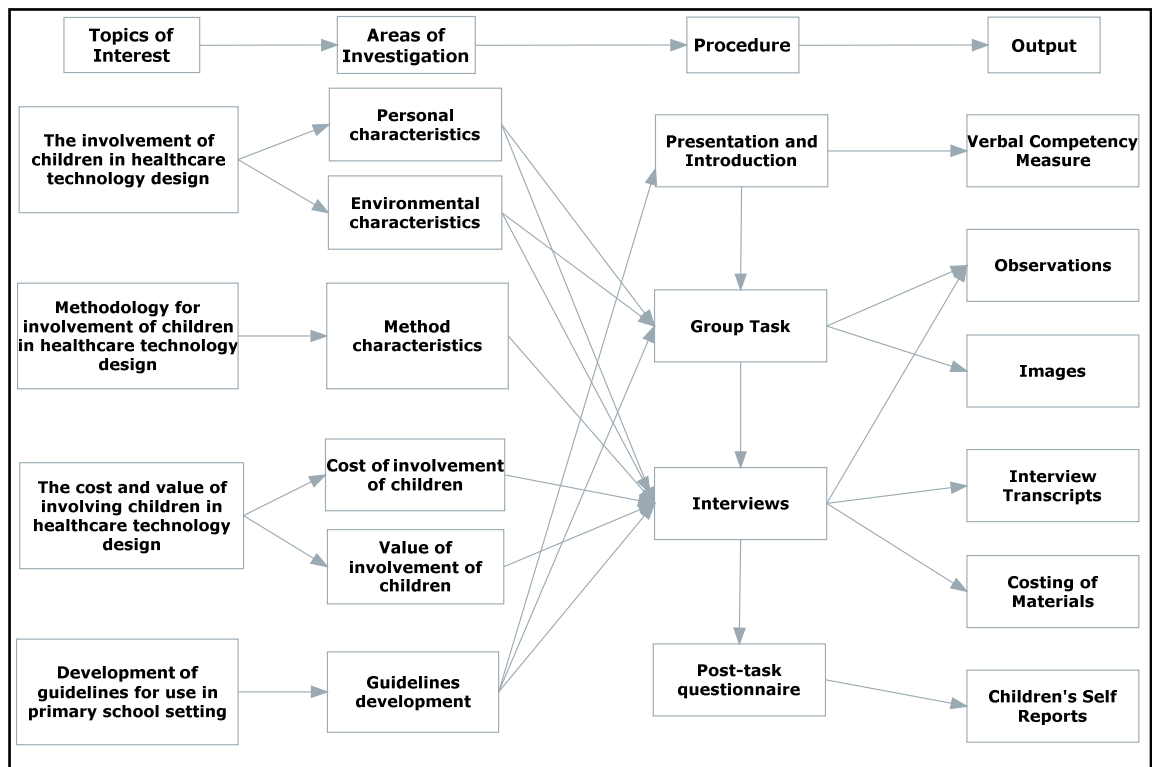 Topics of
Interest
Areas of
Investigation
Procedure
Output
The involvement of
children in healthcare
technology design
Personal
characteristics
Environmental
characteristics
Presentation and
Introduction
Verbal Competency
Measure
Methodology for
involvement of children
in healthcare technology
design
Method
characteristics
Group Task
Observations
Images
The cost and value of
involving children in
healthcare technology
design
Cost of involvement
of children
Value of
involvement of
children
Interviews
Interview
Transcripts
Costing of
Materials
Development of
guidelines for use in
primary school setting
Guidelines
development
Post-task
questionnaire
Children's Self
Reports